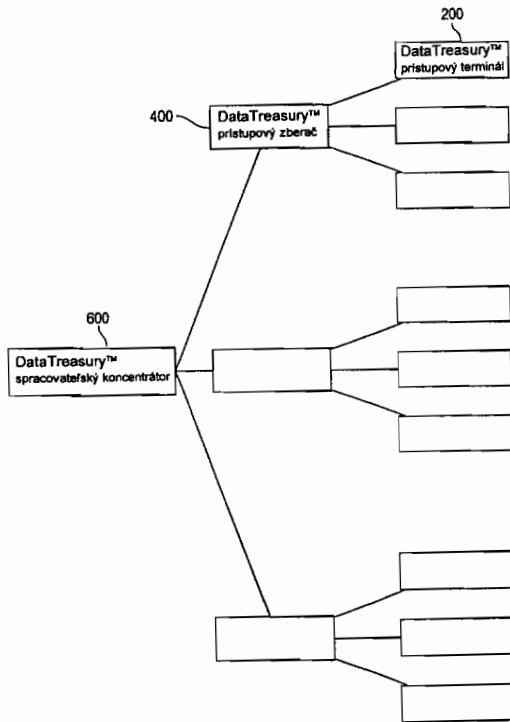 200
DataTreasury™
prístupový terminál
400
DataTreasury™
prístupový zberač
600
DataTreasury™
spracovateľský koncentrátor